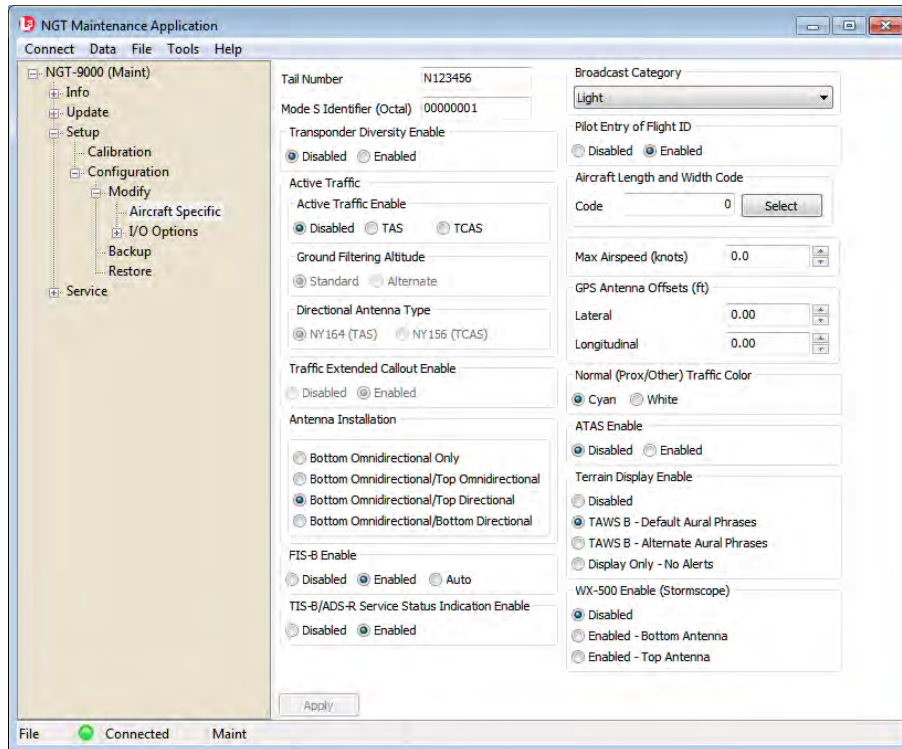 NGT Maintenance Application
Connect Data File Tools Help
NGT-9000 (Maint)
Info
Update
Setup
Calibration
Configuration
Modify
Aircraft Specific
I/O Options
Backup
Restore
Service
Tail Number N123456
Mode S Identifier (Octal) 00000001
Transponder Diversity Enable
Disabled Enabled
Active Traffic
Active Traffic Enable
Disabled TAS TCAS
Ground Filtering Altitude
Standard Alternate
Directional Antenna Type
NY164 (TAS) NY156 (TCAS)
Traffic Extended Callout Enable
Disabled Enabled
Antenna Installation
Bottom Omnidirectional Only
Bottom Omnidirectional/Top Omnidirectional
Bottom Omnidirectional/Top Directional
Bottom Omnidirectional/Bottom Directional
FIS-B Enable
Disabled Enabled Auto
TIS-B/ADS-R Service Status Indication Enable
Disabled Enabled
Apply
Broadcast Category
Light
Pilot Entry of Flight ID
Disabled Enabled
Aircraft Length and Width Code
Code 0 Select
Max Airspeed (knots) 0.0
GPS Antenna Offsets (ft)
Lateral 0.00
Longitudinal 0.00
Normal (Prox/Other) Traffic Color
Cyan White
ATAS Enable
Disabled Enabled
Terrain Display Enable
Disabled
TAWS B - Default Aural Phrases
TAWS B - Alternate Aural Phrases
Display Only - No Alerts
WX-500 Enable (Stormscope)
Disabled
Enabled - Bottom Antenna
Enabled - Top Antenna
File Connected Maint